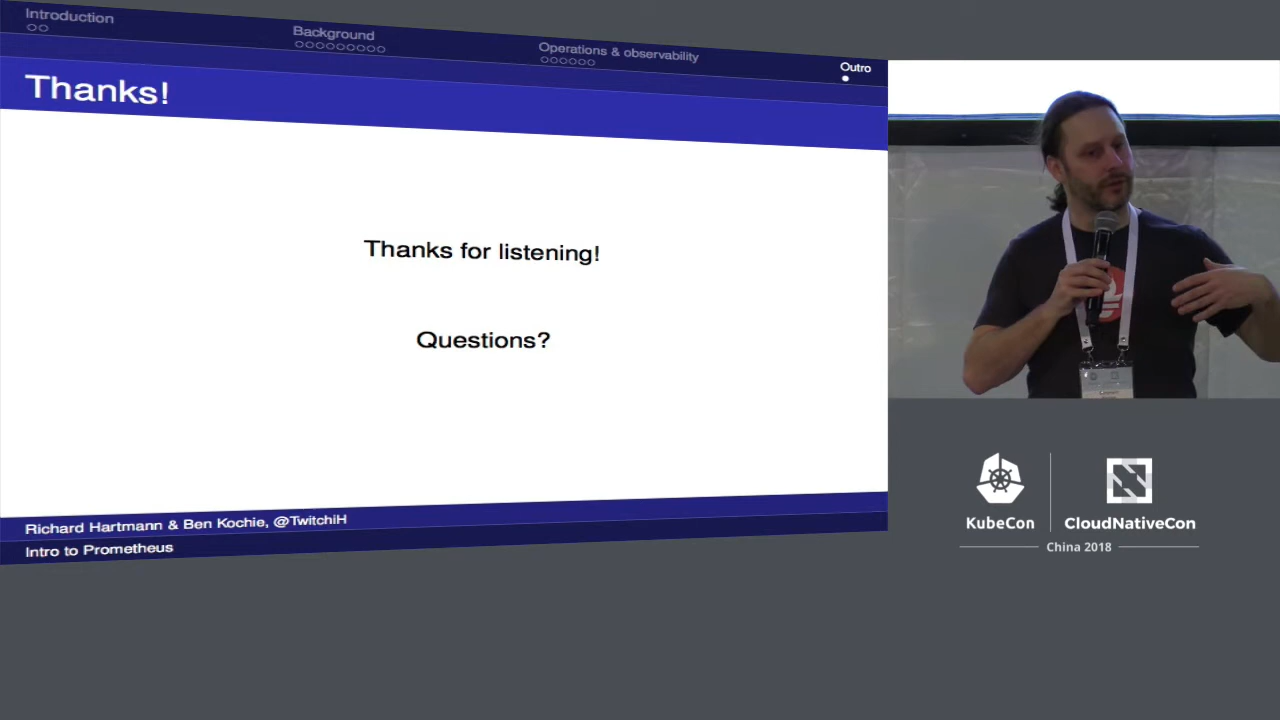 Introduction
Background
Operations & observability
Outro
Thanks!
Thanks for listening!
Questions?
Richard Hartmann & Ben Kochie, @TwitchiH
Intro to Prometheus
KubeCon
CloudNativeCon
China 2018